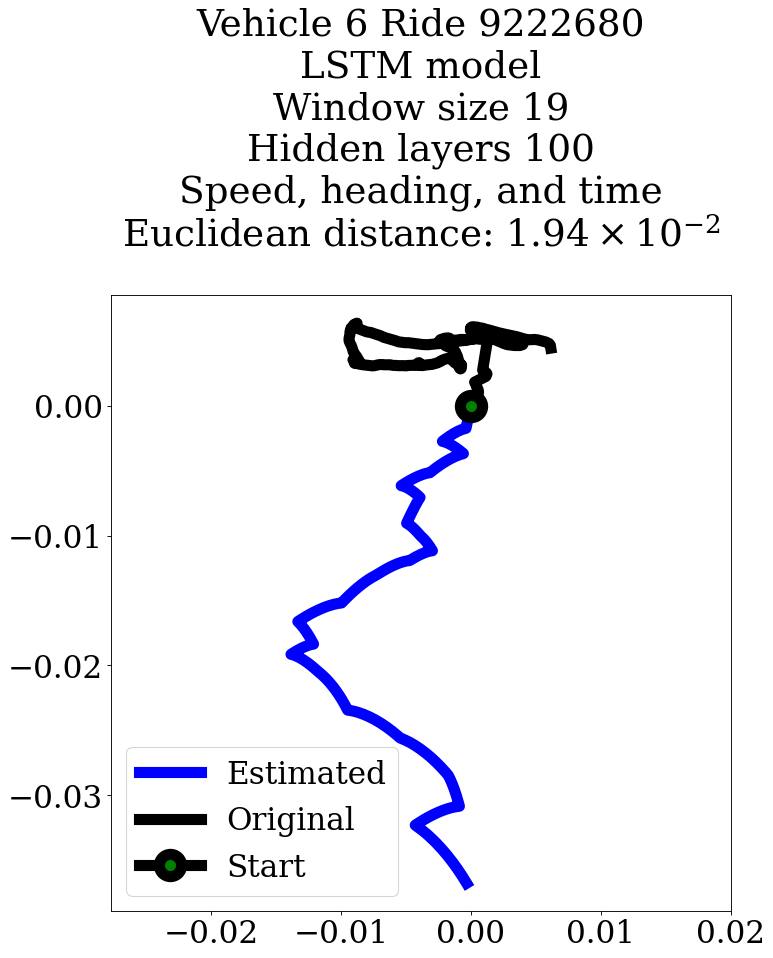 Vehicle 6 Ride 9222680
LSTM model
Window size 19
Hidden layers 100
Speed, heading, and time
Euclidean distance: 1.94 × 10⁻²
0.00
−0.01
−0.02
−0.03
Estimated
Original
Start
−0.02 −0.01 0.00 0.01 0.02